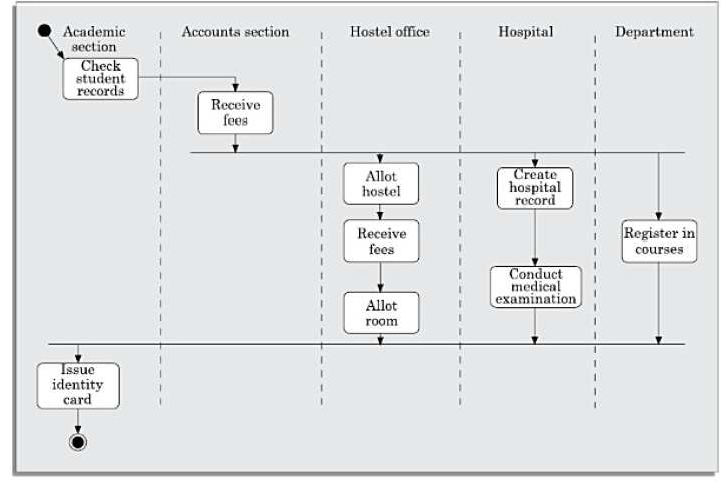 Academic
section
Accounts section
Hostel office
Hospital
Department
Check
student
records
Receive
fees
Allot
hostel
Create
hospital
record
Receive
fees
Register in
courses
Conduct
medical
examination
Allot
room
Issue
identity
card